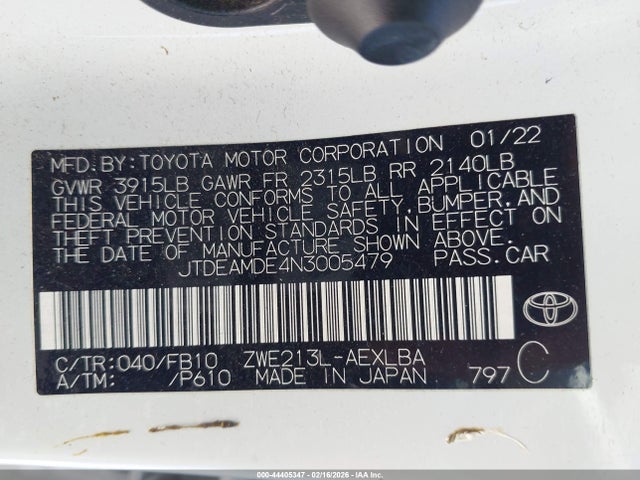 MFD. BY: TOYOTA MOTOR CORPORATION 01/22
GVWR 3915LB GAWR FR 2315LB RR 2140LB
THIS VEHICLE CONFORMS TO ALL APPLICABLE
FEDERAL MOTOR VEHICLE SAFETY, BUMPER, AND
THEFT PREVENTION STANDARDS IN EFFECT ON
THE DATE OF MANUFACTURE SHOWN ABOVE.
JTDEAMDE4N3005479 PASS. CAR
C/TR: 040/FB10 ZWE213L-AEXLBA
A/TM: /P610 MADE IN JAPAN 797 C
000-44405347 | 02/16/2026 - IAA Inc.